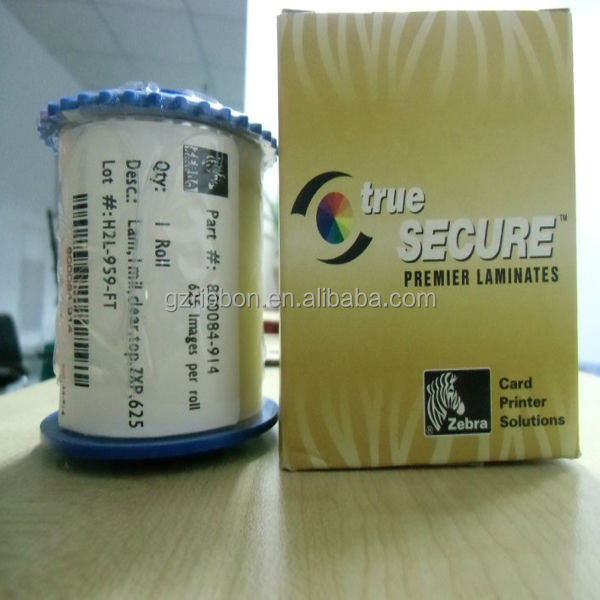 Part #: 800084-914
Qty: 1 Roll
625 Images per roll
Desc.: Lam,1mil,clear,top,ZXP,625
Lot #:H2L-959-FT
true
SECURE™
PREMIER LAMINATES
Zebra
Card
Printer
Solutions
gzribbon.en.alibaba.com